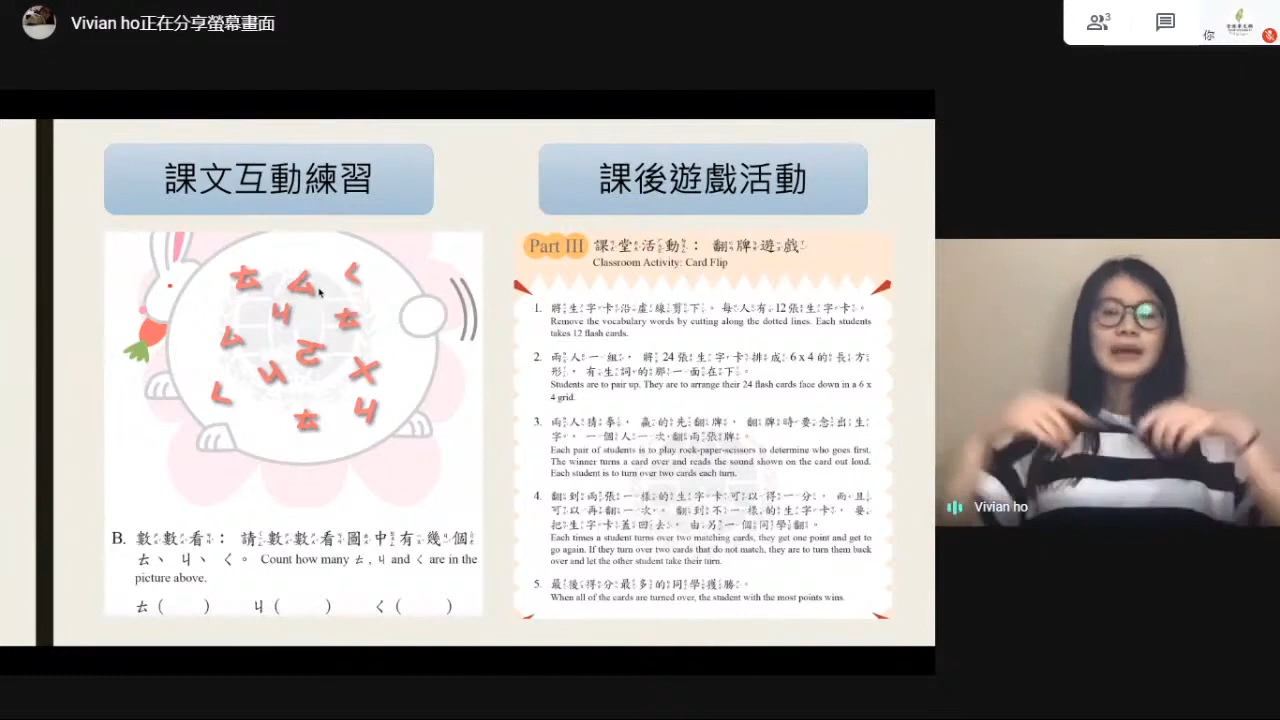 Vivian ho正在分享螢幕畫面
3
你
課文互動練習
ㄊ ㄙ ㄑ
ㄐ ㄊ
ㄙ ㄛ
ㄑ ㄐ ㄨ
ㄊ ㄐ
B. 數數看: 請數數看圖中有幾個
ㄊ、ㄐ、ㄑ。 Count how many ㄊ, ㄐ and ㄑ are in the
picture above.
ㄊ ( ) ㄐ ( ) ㄑ ( )
課後遊戲活動
Part III 課堂活動: 翻牌遊戲
Classroom Activity: Card Flip
1. 將生字卡沿虛線剪下。每人有12張生字卡。
Remove the vocabulary words by cutting along the dotted lines. Each students
takes 12 flash cards.
2. 兩人一組, 將24張生字卡排成6x4的長方
形, 有生詞的那一面在下。
Students are to pair up. They are to arrange their 24 flash cards face down in a 6 x
4 grid.
3. 兩人猜拳, 贏的先翻牌, 翻牌時要念出生
字, 一個人一次翻兩張牌。
Each pair of students is to play rock-paper-scissors to determine who goes first.
The winner turns a card over and reads the sound shown on the card out loud.
Each student is to turn over two cards each turn.
4. 翻到兩張一樣的生字卡可以得一分, 而且
可以再翻一次。翻到不一樣的生字卡, 要
把生字卡蓋回去, 由另一個同學翻。
Each times a student turns over two matching cards, they get one point and get to
go again. If they turn over two cards that do not match, they are to turn them back
over and let the other student take their turn.
5. 最後得分最多的同學獲勝。
When all of the cards are turned over, the student with the most points wins.
Vivian ho